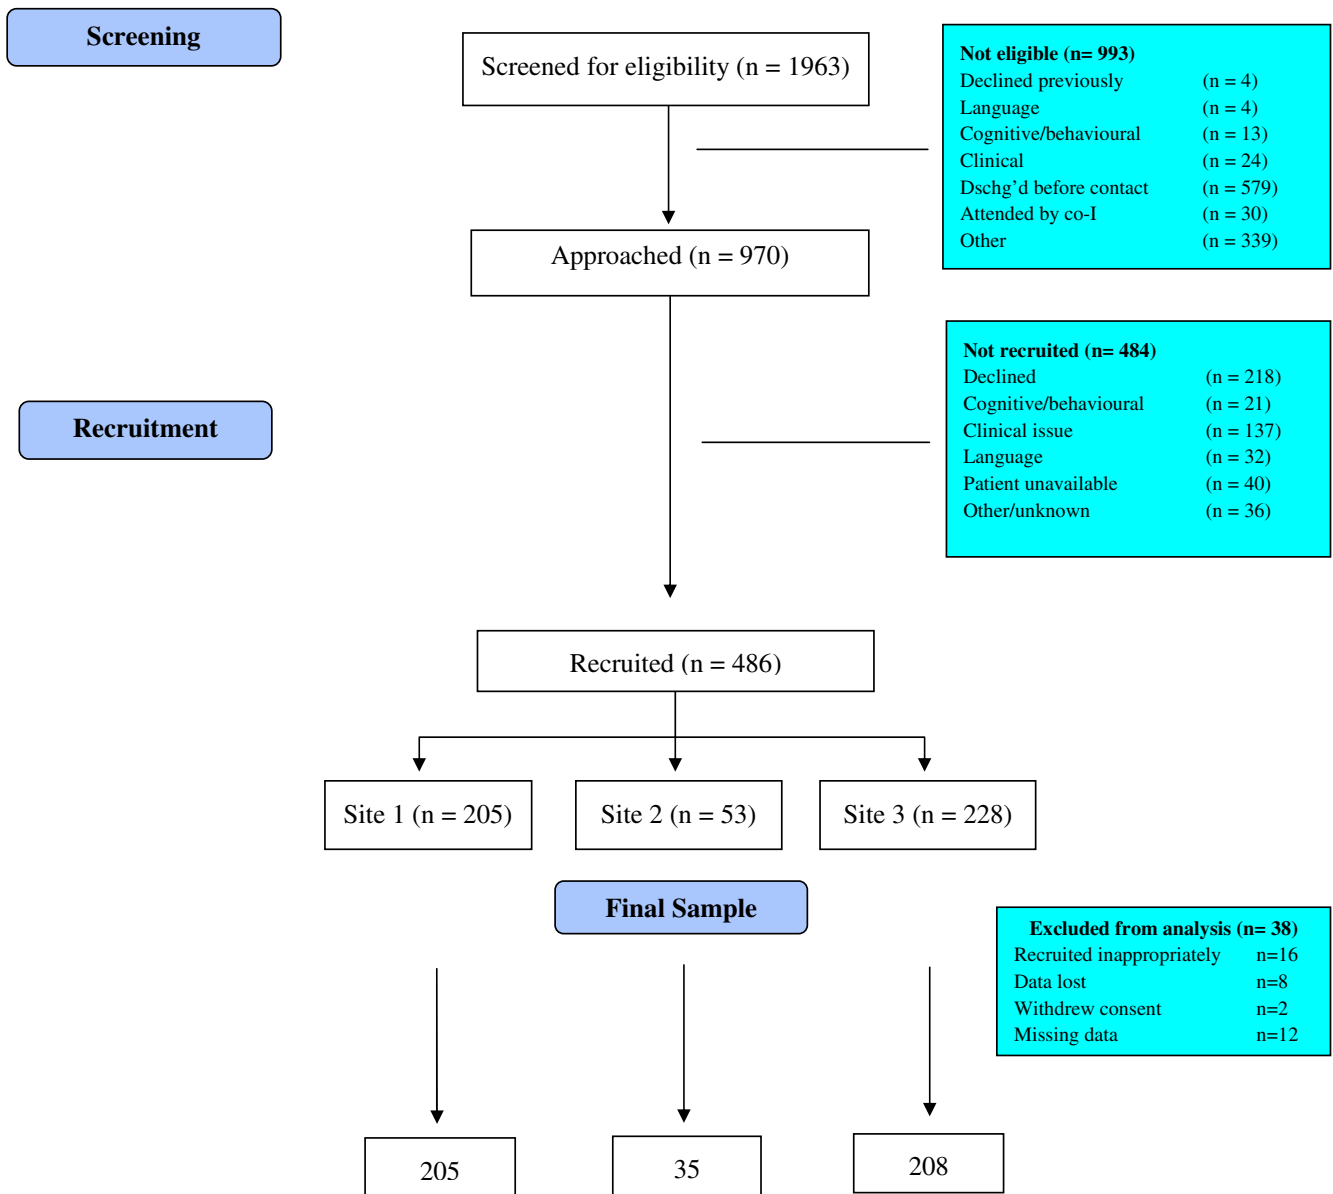 Screening
Screened for eligibility (n = 1963)
Not eligible (n= 993)
Declined previously (n = 4)
Language (n = 4)
Cognitive/behavioural (n = 13)
Clinical (n = 24)
Dschg’d before contact (n = 579)
Attended by co-I (n = 30)
Other (n = 339)
Approached (n = 970)
Not recruited (n= 484)
Declined (n = 218)
Cognitive/behavioural (n = 21)
Clinical issue (n = 137)
Language (n = 32)
Patient unavailable (n = 40)
Other/unknown (n = 36)
Recruitment
Recruited (n = 486)
Site 1 (n = 205)
Site 2 (n = 53)
Site 3 (n = 228)
Final Sample
Excluded from analysis (n= 38)
Recruited inappropriately n=16
Data lost n=8
Withdrew consent n=2
Missing data n=12
205
35
208